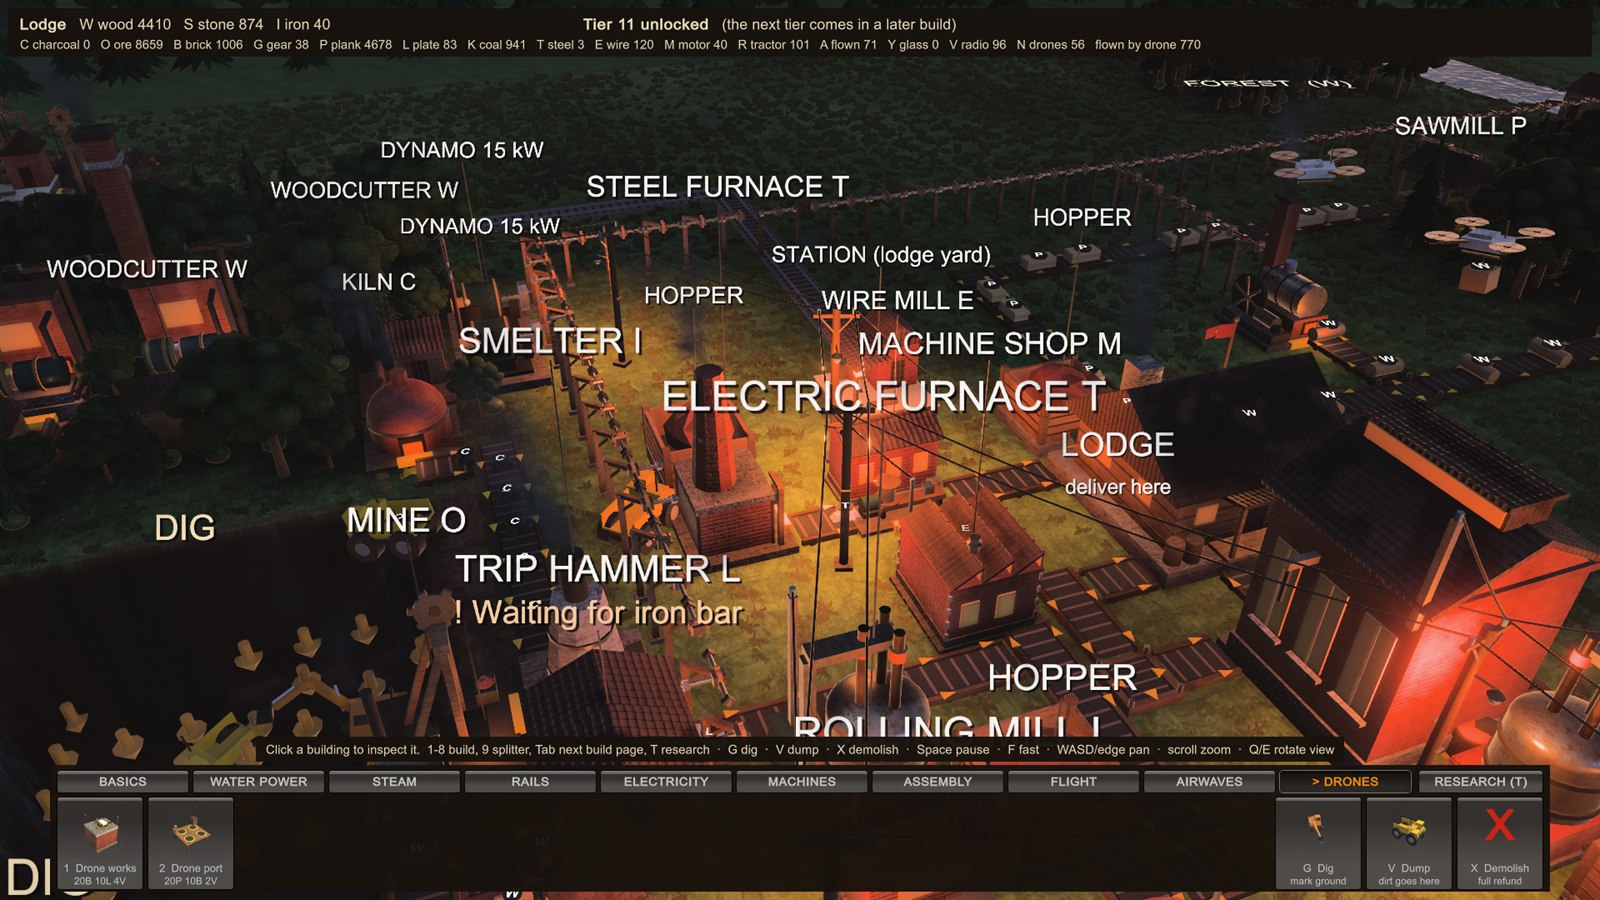 Lodge W wood 4410 S stone 874 I iron 40
Tier 11 unlocked (the next tier comes in a later build)
C charcoal 0 O ore 8659 B brick 1006 G gear 38 P plank 4678 L plate 83 K coal 941 T steel 3 E wire 120 M motor 40 R tractor 101 A flown 71 Y glass 0 V radio 96 N drones 56 flown by drone 770
FOREST (W)
SAWMILL P
DYNAMO 15 kW
WOODCUTTER W
STEEL FURNACE T
DYNAMO 15 kW
HOPPER
STATION (lodge yard)
WOODCUTTER W
KILN C
HOPPER
WIRE MILL E
SMELTER I
MACHINE SHOP M
ELECTRIC FURNACE T
LODGE
deliver here
DIG
MINE O
TRIP HAMMER L
! Waiting for iron bar
HOPPER
ROLLING MILL
Click a building to inspect it. 1-8 build, 9 splitter, Tab next build page, T research · G dig · V dump · X demolish · Space pause · F fast · WASD/edge pan · scroll zoom · Q/E rotate view
BASICS
WATER POWER
STEAM
RAILS
ELECTRICITY
MACHINES
ASSEMBLY
FLIGHT
AIRWAVES
> DRONES
RESEARCH (T)
1 Drone works
20B 10L 4V
2 Drone port
20P 10B 2V
G Dig
mark ground
V Dump
dirt goes here
X Demolish
full refund